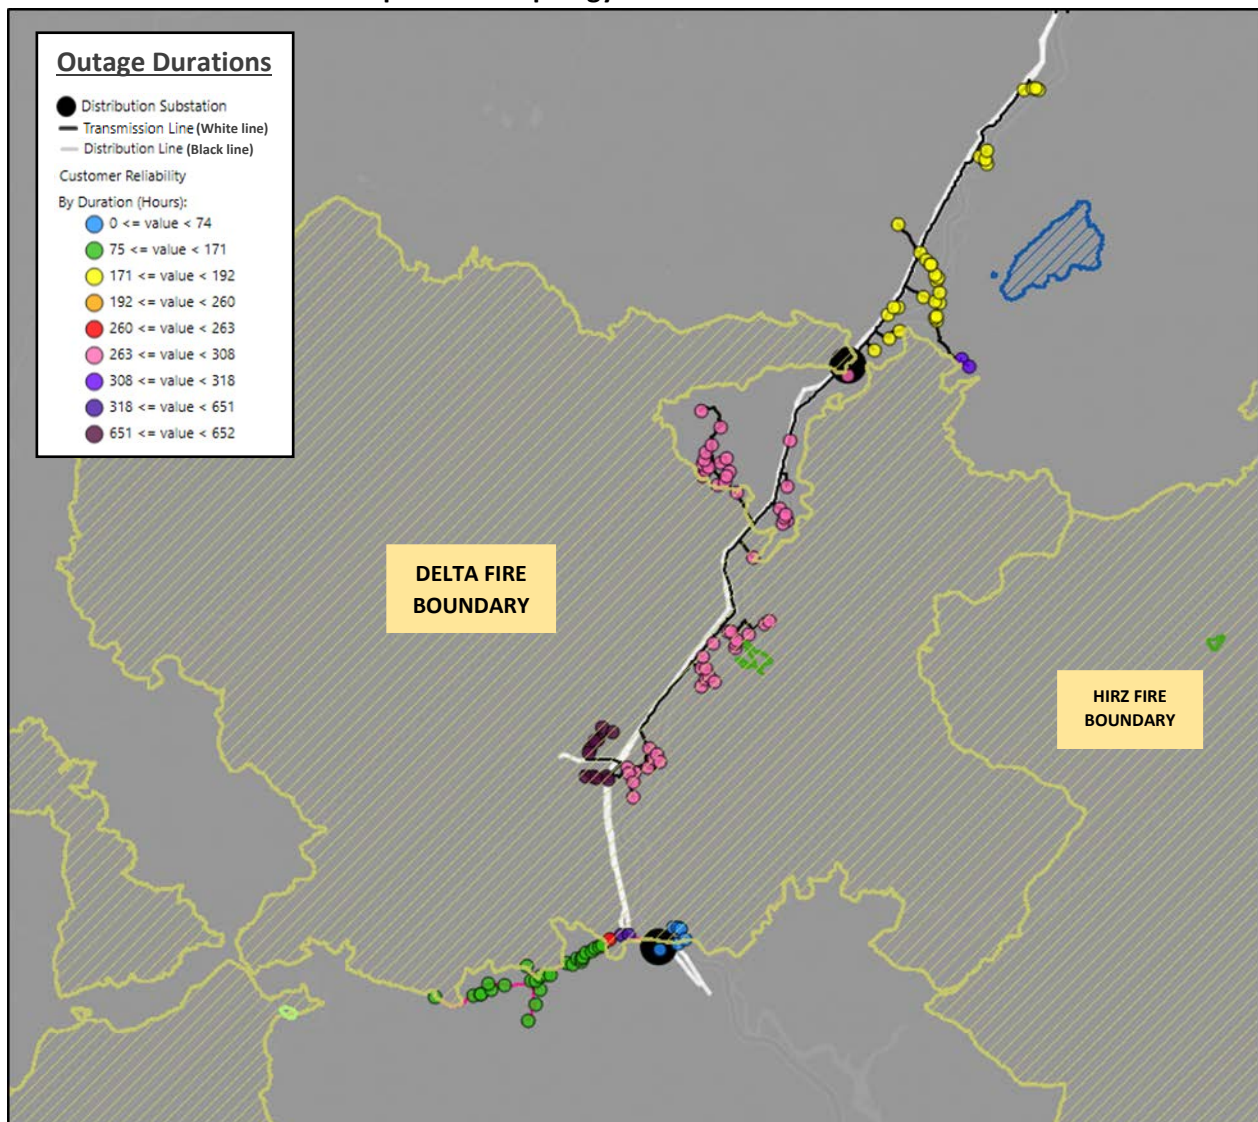 Outage Durations
Distribution Substation
Transmission Line (White line)
Distribution Line (Black line)
Customer Reliability
By Duration (Hours):
0 <= value < 74
75 <= value < 171
171 <= value < 192
192 <= value < 260
260 <= value < 263
263 <= value < 308
308 <= value < 318
318 <= value < 651
651 <= value < 652
DELTA FIRE
BOUNDARY
HIRZ FIRE
BOUNDARY